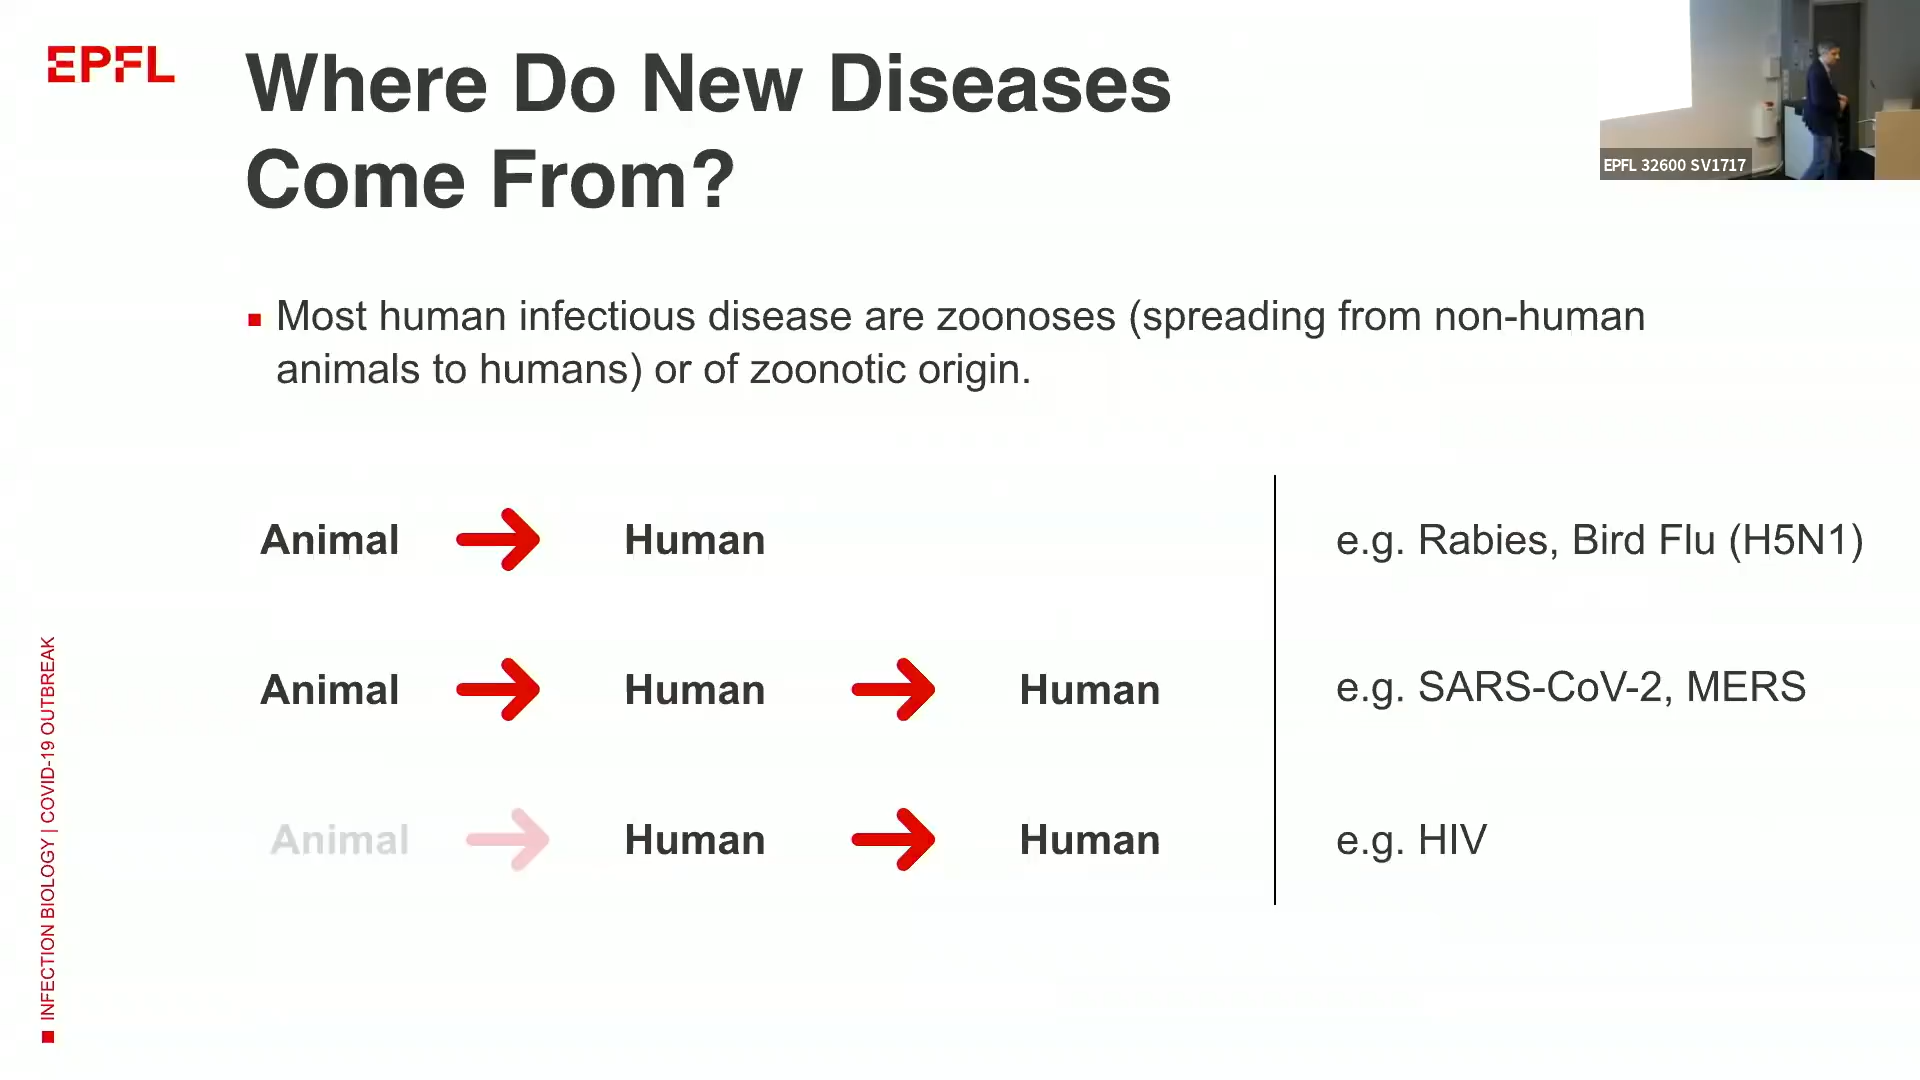 EPFL
Where Do New Diseases
Come From?
EPFL 32600 SV1717
Most human infectious disease are zoonoses (spreading from non-human
animals to humans) or of zoonotic origin.
Animal Human e.g. Rabies, Bird Flu (H5N1)
Animal Human Human e.g. SARS-CoV-2, MERS
Animal Human Human e.g. HIV
INFECTION BIOLOGY | COVID-19 OUTBREAK